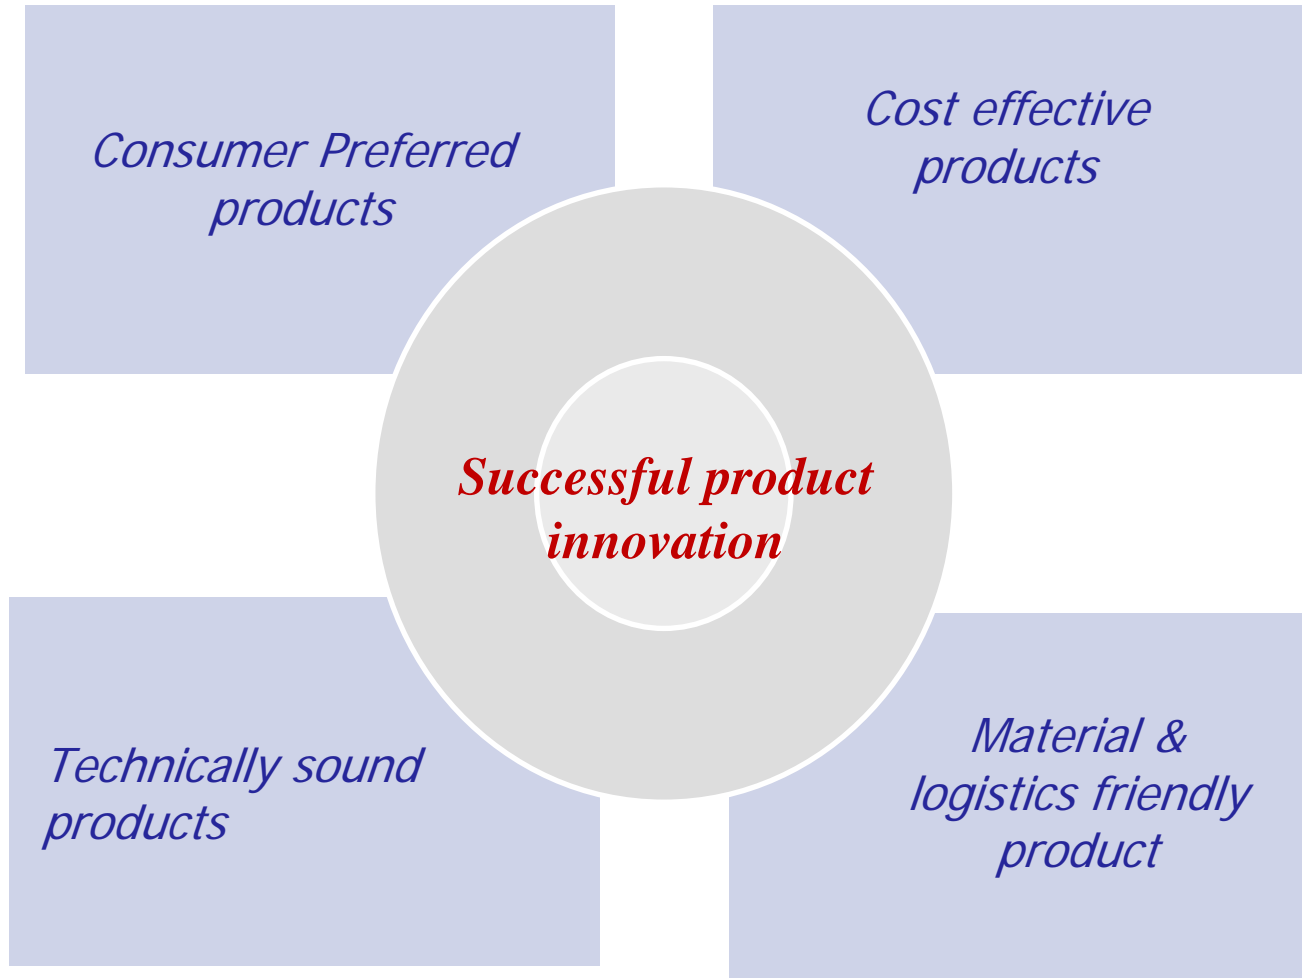 Consumer Preferred
products
Cost effective
products
Successful product
innovation
Technically sound
products
Material &
logistics friendly
product